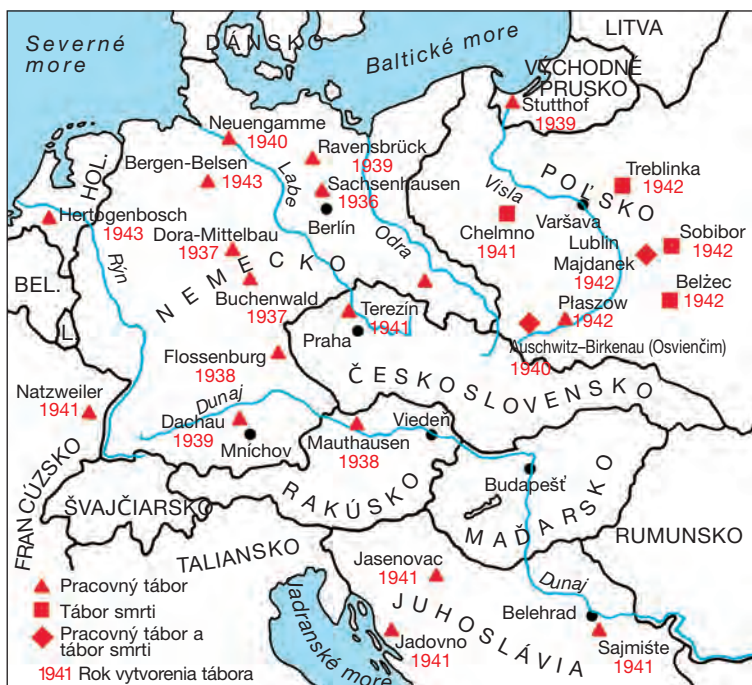 Severné
more
DÁNSKO
Baltické more
LITVA
VÝCHODNÉ
PRUSKO
Stutthof
1939
Neuengamme
1940
Ravensbrück
1939
Bergen-Belsen
1943
Labe
Sachsenhausen
1936
Berlín
HOL.
Hertogenbosch
1943
Rýn
Dora-Mittelbau
1937
NEMECKO
Buchenwald
1937
Odra
Visla
POĽSKO
Treblinka
1942
Chelmno
1941
Varšava
Lublin
Majdanek
1942
Sobibor
1942
Belžec
1942
Płaszow
1942
Auschwitz–Birkenau (Osvienčim)
1940
BEL.
L.
Terezín
1941
Praha
Flossenburg
1938
ČESKOSLOVENSKO
Natzweiler
1941
Dunaj
Dachau
1939
Mníchov
Mauthausen
1938
Viedeň
RAKÚSKO
Budapešť
MAĎARSKO
FRANCÚZSKO
ŠVAJČIARSKO
TALIANSKO
RUMUNSKO
Jasenovac
1941
Dunaj
JUHOSLÁVIA
Belehrad
Jadranské more
Jadovno
1941
Sajmište
1941
Pracovný tábor
Tábor smrti
Pracovný tábor a
tábor smrti
1941 Rok vytvorenia tábora